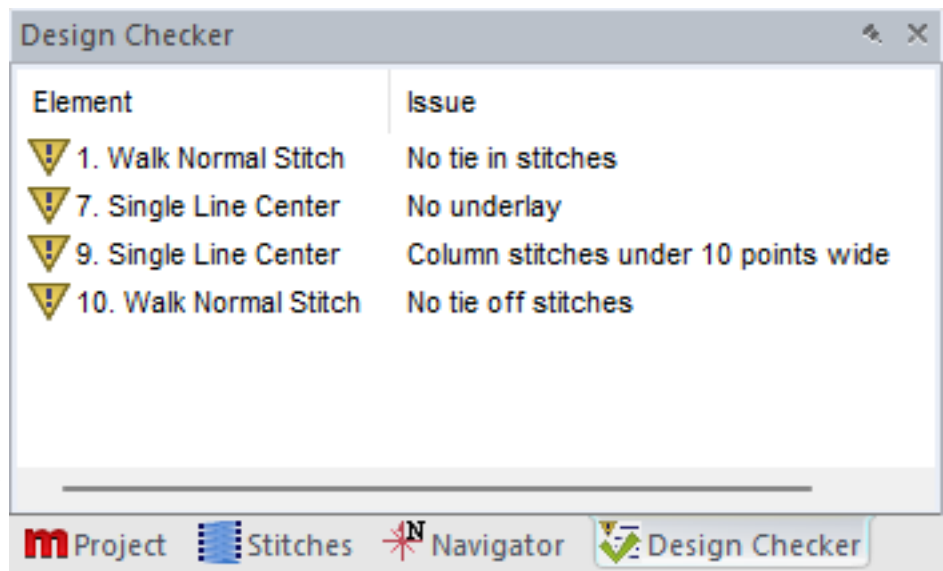 Design Checker
Element Issue
1. Walk Normal Stitch No tie in stitches
7. Single Line Center No underlay
9. Single Line Center Column stitches under 10 points wide
10. Walk Normal Stitch No tie off stitches
m Project Stitches N Navigator Design Checker